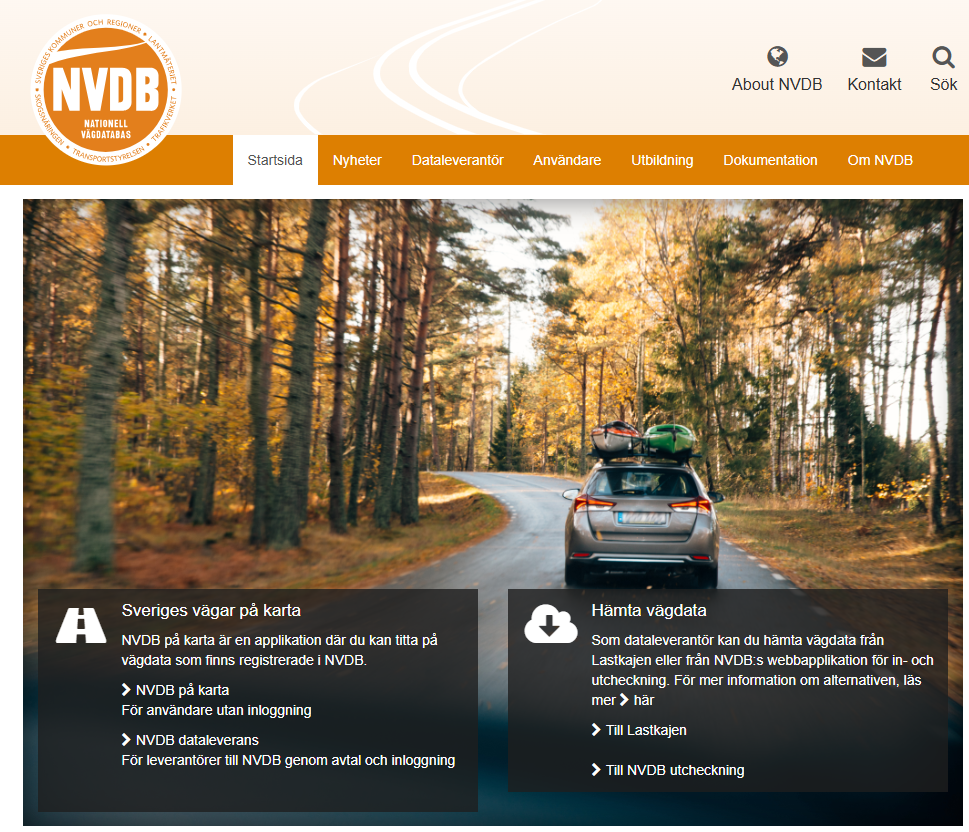 SVERIGES KOMMUNER OCH REGIONER • LANTMÄTERIET • TRAFIKVERKET • TRANSPORTSTYRELSEN • SKOGSNÄRINGEN •
NVDB
NATIONELL
VÄGDATABAS
About NVDB
Kontakt
Sök
Startsida
Nyheter
Dataleverantör
Användare
Utbildning
Dokumentation
Om NVDB
Sveriges vägar på karta
NVDB på karta är en applikation där du kan titta på
vägdata som finns registrerade i NVDB.
NVDB på karta
För användare utan inloggning
NVDB dataleverans
För leverantörer till NVDB genom avtal och inloggning
Hämta vägdata
Som dataleverantör kan du hämta vägdata från
Lastkajen eller från NVDB:s webbapplikation för in- och
utcheckning. För mer information om alternativen, läs
mer här
Till Lastkajen
Till NVDB utcheckning